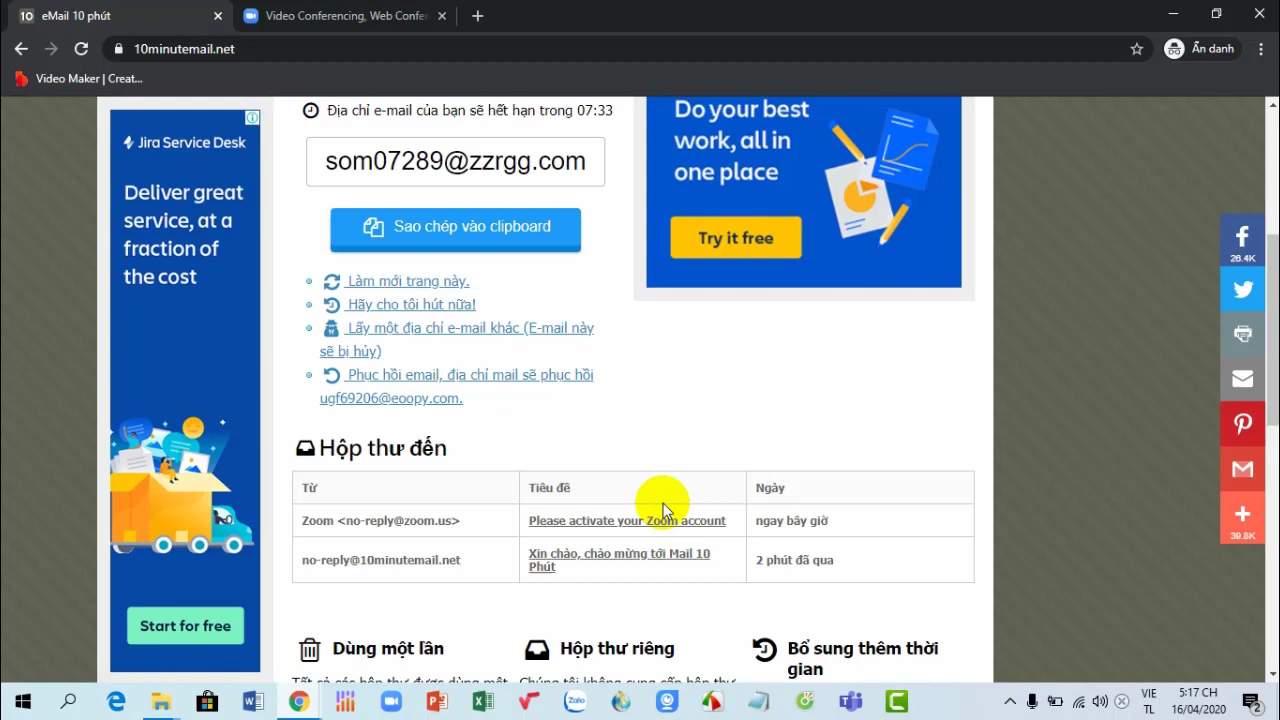 10 eMail 10 phút
Video Conferencing, Web Confer
10minutemail.net
Ẩn danh
Video Maker | Creat...
Jira Service Desk
Deliver great
service, at a
fraction of
the cost
Start for free
Địa chỉ e-mail của bạn sẽ hết hạn trong 07:33
som07289@zzrgg.com
Sao chép vào clipboard
Làm mới trang này.
Hãy cho tôi hút nữa!
Lấy một địa chỉ e-mail khác (E-mail này
sẽ bị hủy)
Phục hồi email, địa chỉ mail sẽ phục hồi
ugf69206@eoopy.com.
Do your best
work, all in
one place
Try it free
26.4K
39.8K
Hộp thư đến
Từ Tiêu đề Ngày
Zoom <no-reply@zoom.us> Please activate your Zoom account ngay bây giờ
no-reply@10minutemail.net Xin chào, chào mừng tới Mail 10 Phút 2 phút đã qua
Dùng một lần
Hộp thư riêng
Bổ sung thêm thời
gian
VIE
TL
5:17 CH
16/04/2020
2
Zalo